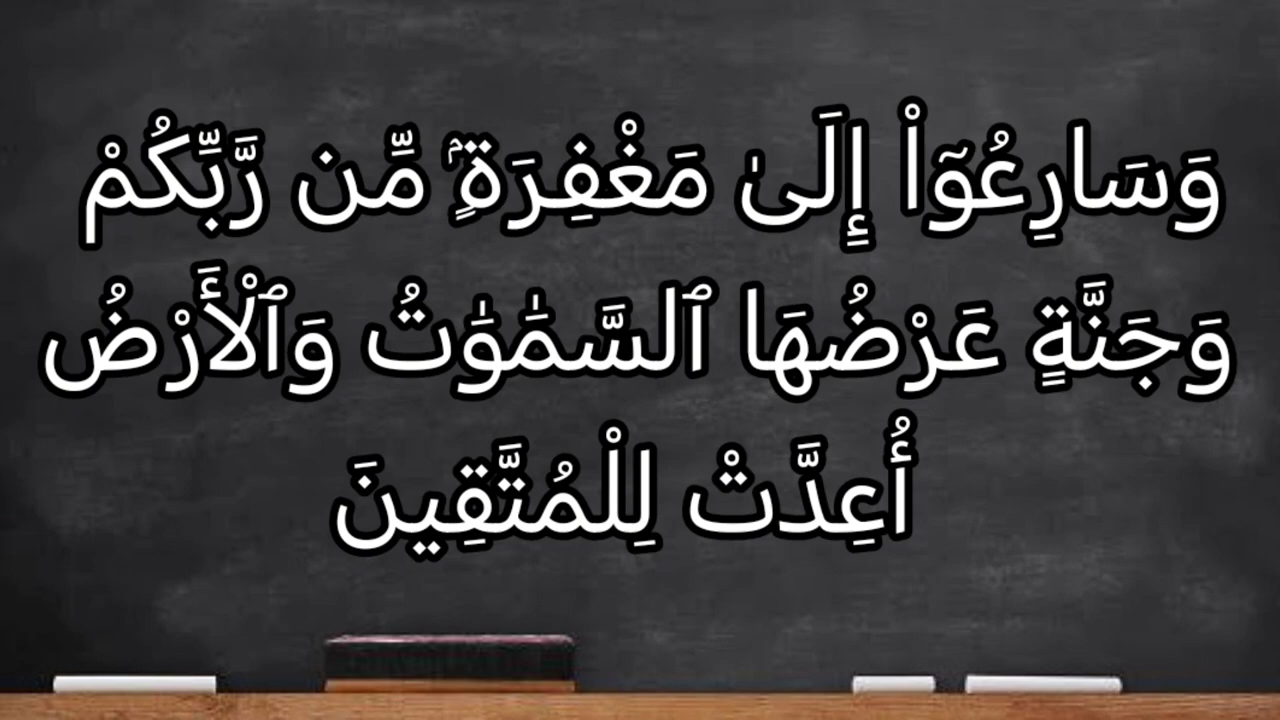 وَسَارِعُوٓا۟ إِلَىٰ مَغْفِرَةٍۢ مِّن رَّبِّكُمْ
وَجَنَّةٍ عَرْضُهَا ٱلسَّمَٰوَٰتُ وَٱلْأَرْضُ
أُعِدَّتْ لِلْمُتَّقِينَ